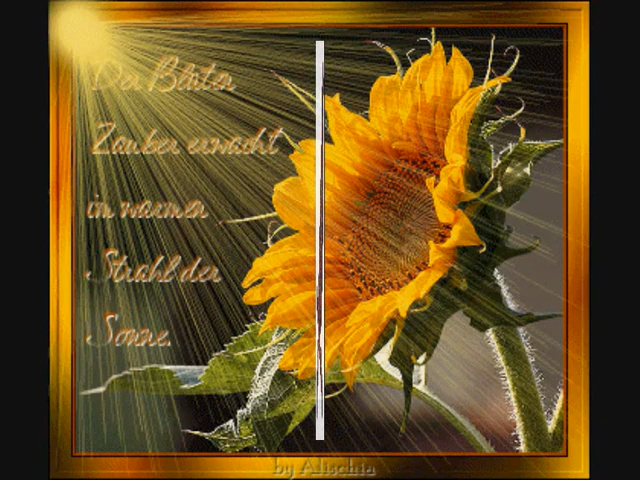 Der Blüten
Zauber erwacht
im warmen
Strahl der
Sonne.
by Alischia